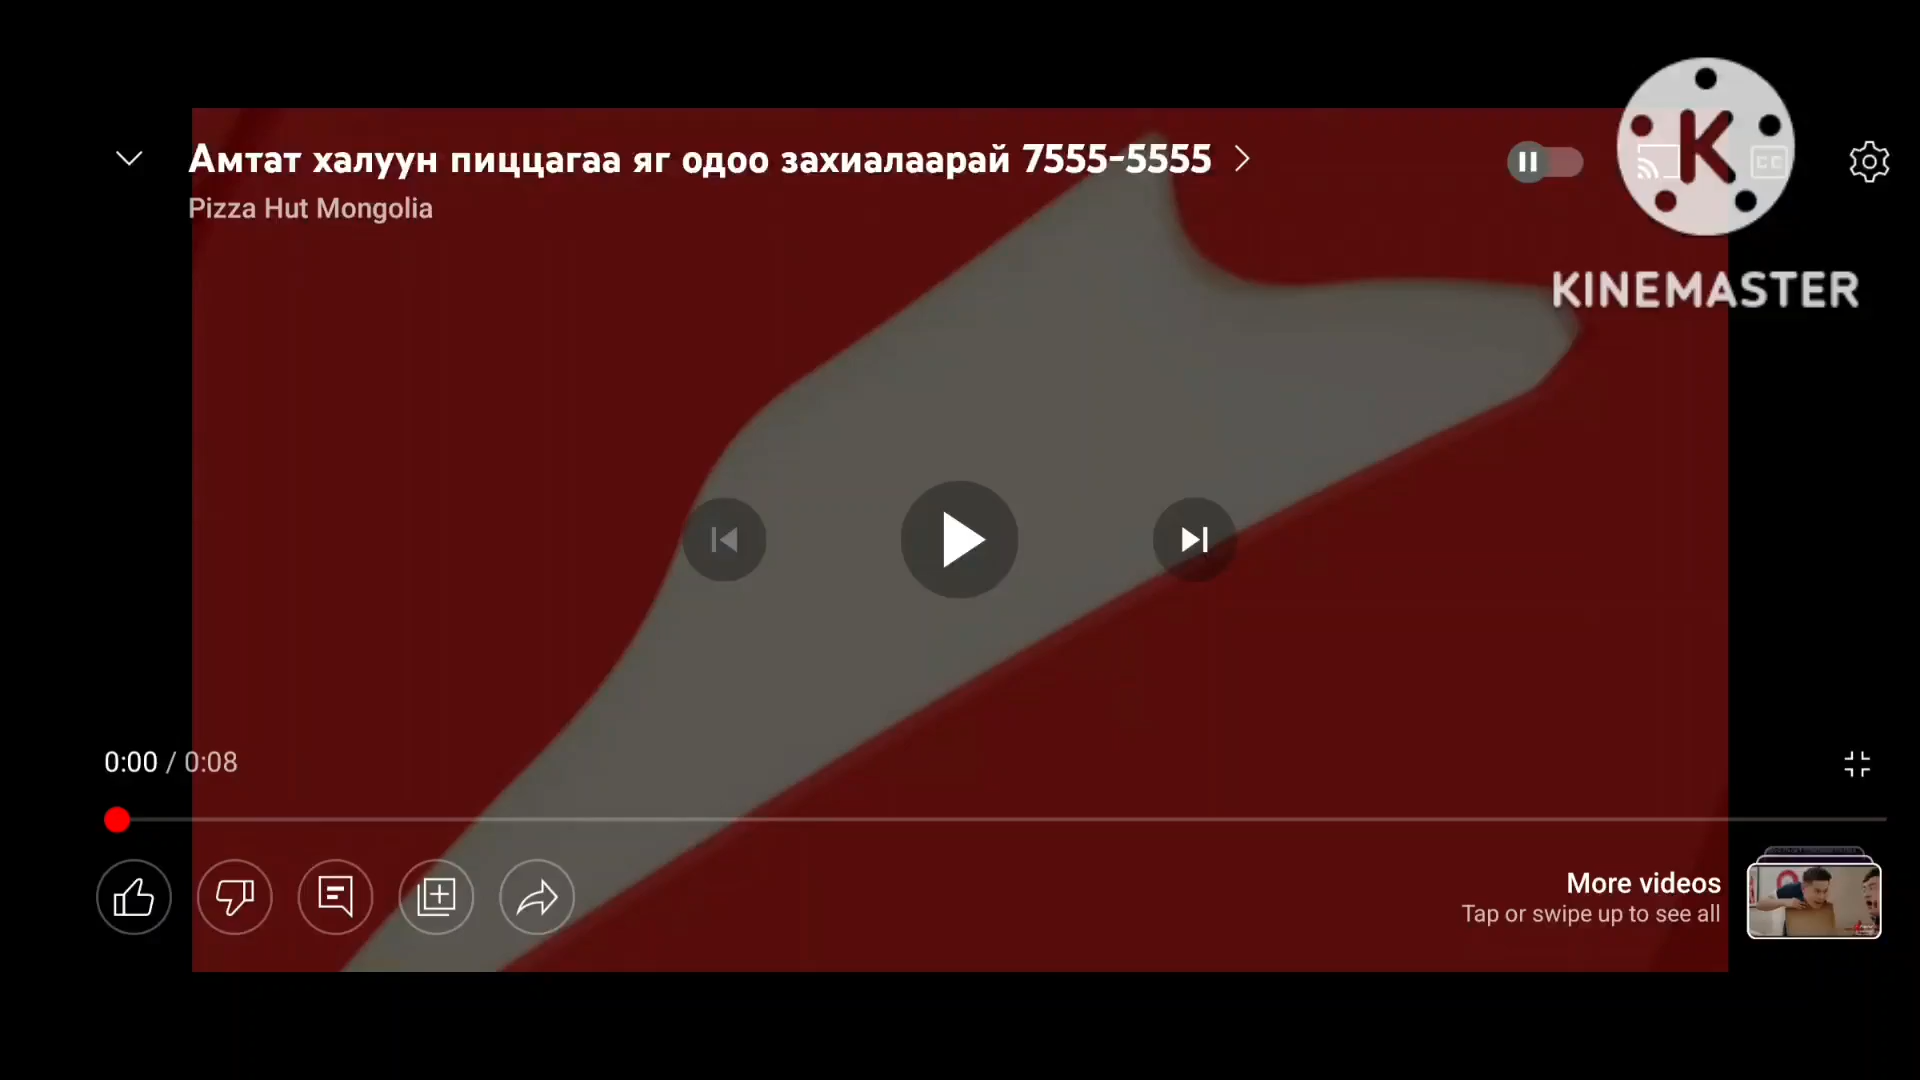 Амтат халуун пиццагаа яг одоо захиалаарай 7555-5555
Pizza Hut Mongolia
K
CC
KINEMASTER
0:00 / 0:08
More videos
Tap or swipe up to see all